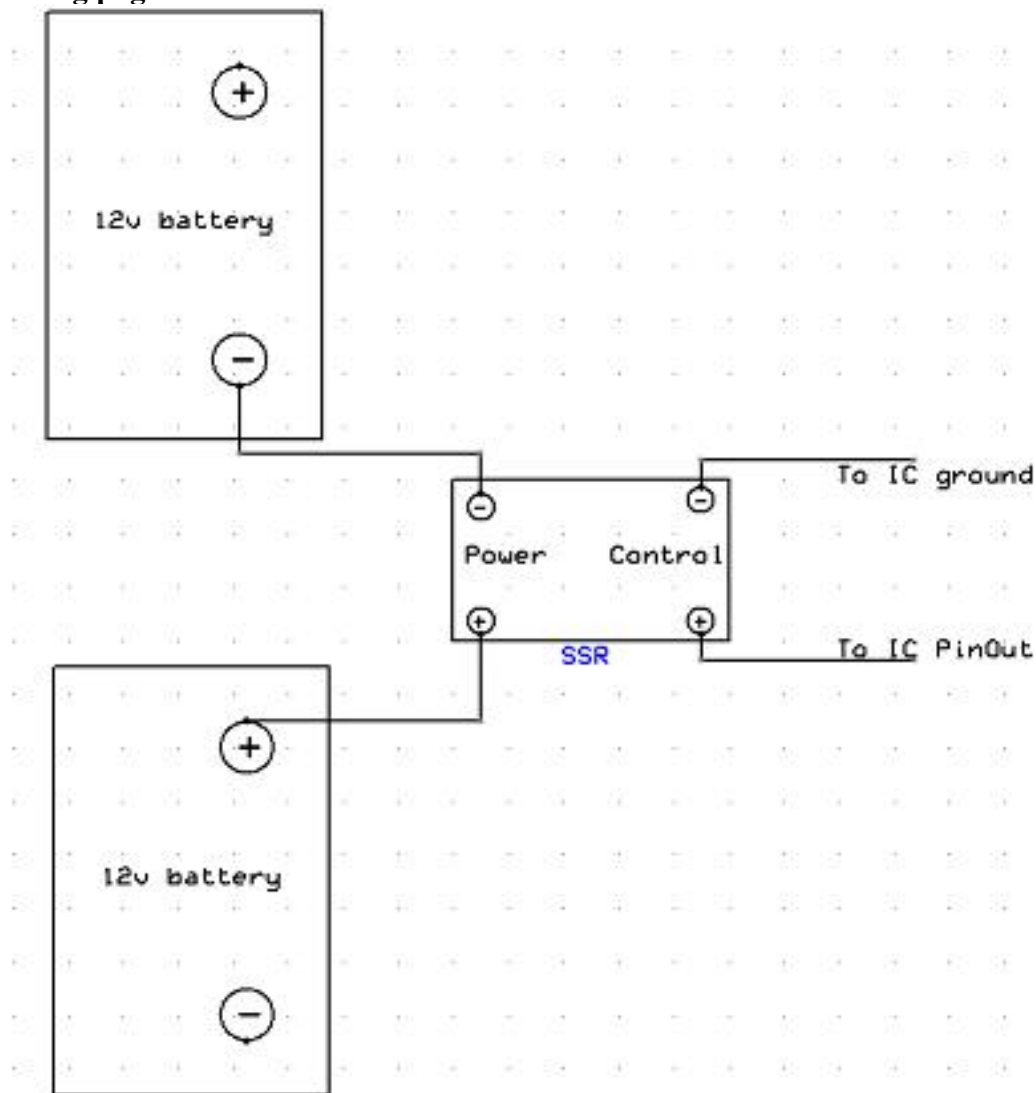 +
12v battery
-
To IC ground
- -
Power Control
+ +
SSR
To IC PinOut
+
12v battery
-